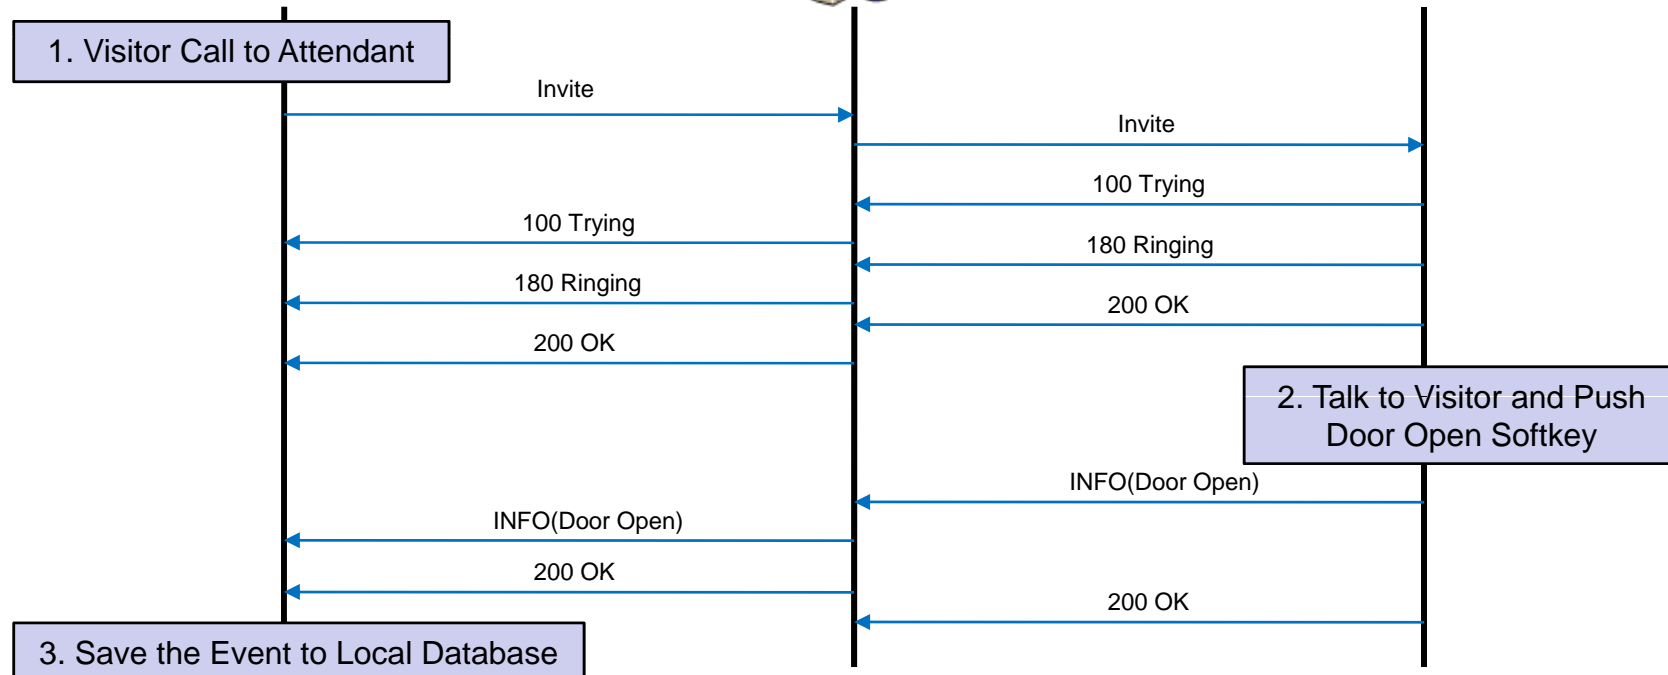 1. Visitor Call to Attendant
Invite
Invite
100 Trying
100 Trying
180 Ringing
180 Ringing
200 OK
200 OK
2. Talk to Visitor and Push
Door Open Softkey
INFO(Door Open)
INFO(Door Open)
200 OK
200 OK
3. Save the Event to Local Database